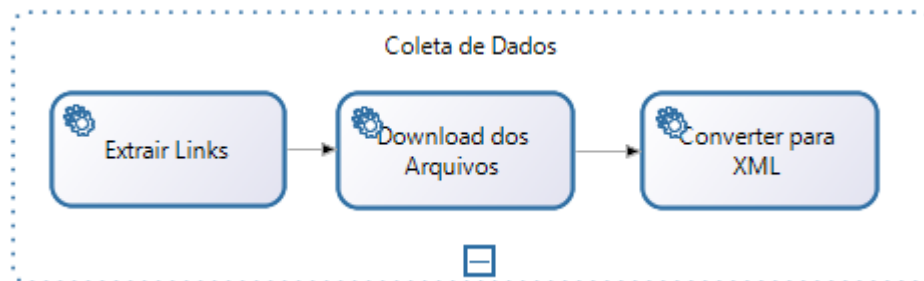 Coleta de Dados
Extrair Links
Download dos
Arquivos
Converter para
XML